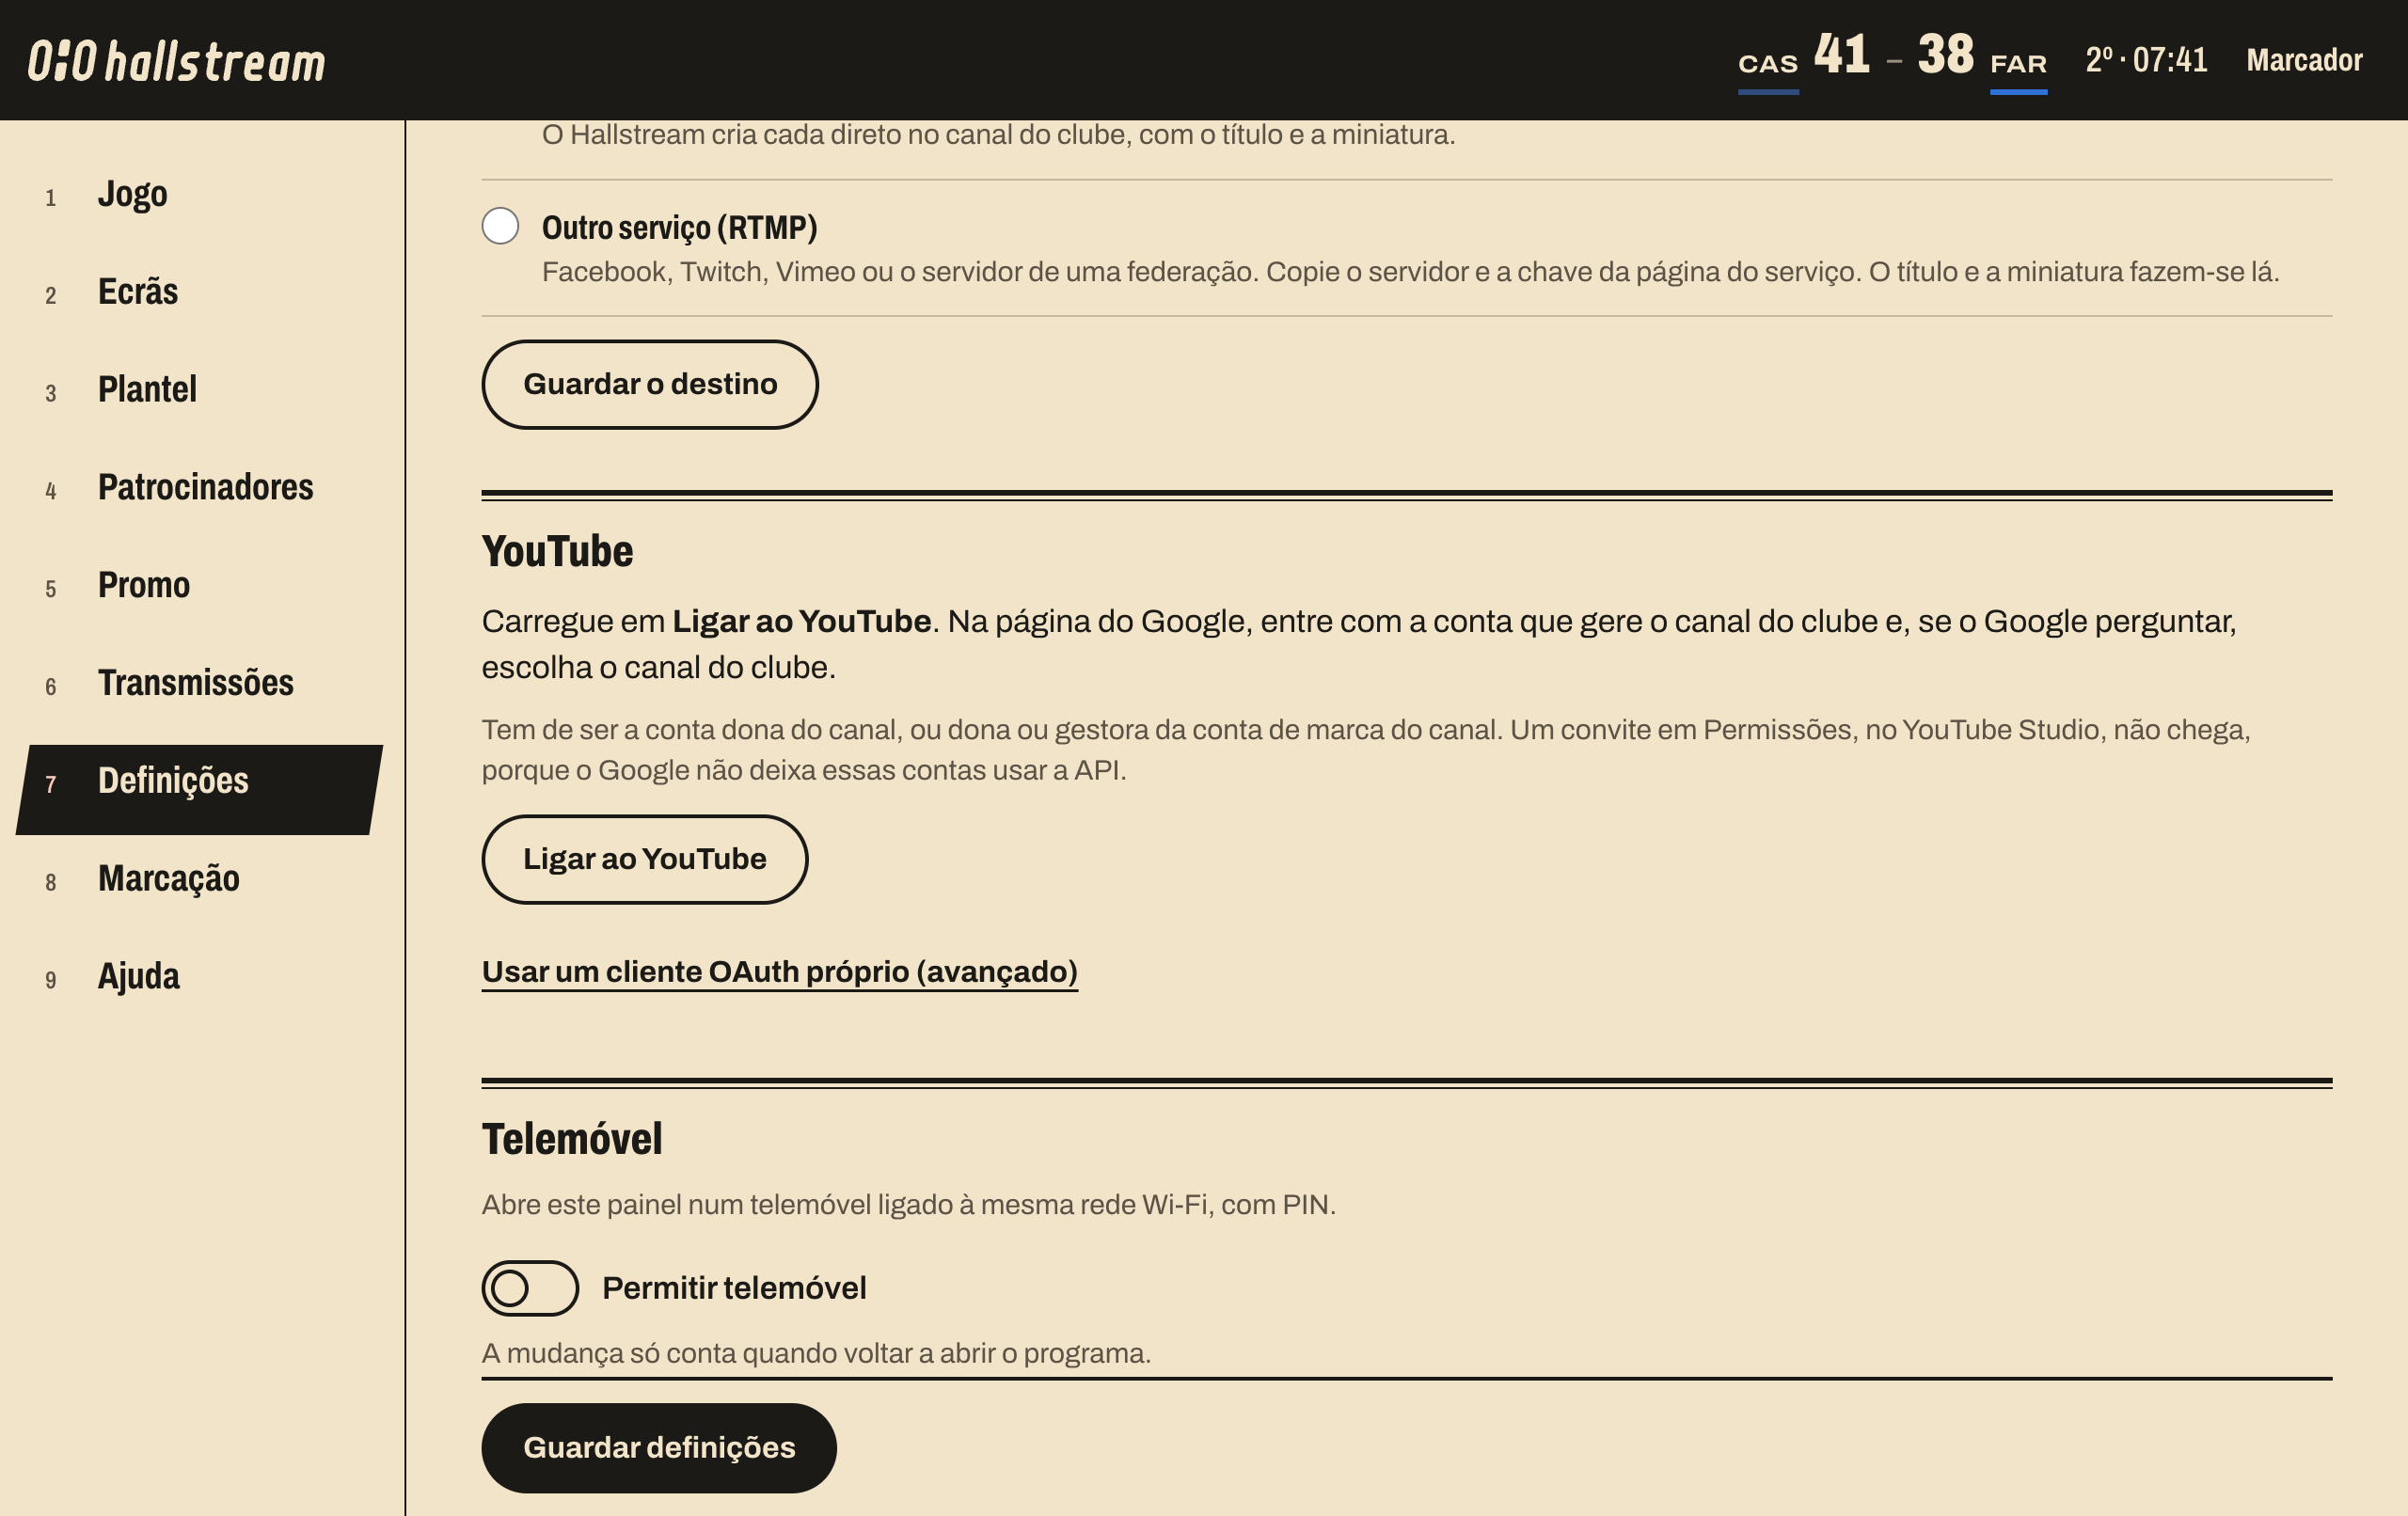 0:0 hallstream
CAS 41 – 38 FAR 2º · 07:41 Marcador
1 Jogo
2 Ecrãs
3 Plantel
4 Patrocinadores
5 Promo
6 Transmissões
7 Definições
8 Marcação
9 Ajuda
O Hallstream cria cada direto no canal do clube, com o título e a miniatura.
Outro serviço (RTMP)
Facebook, Twitch, Vimeo ou o servidor de uma federação. Copie o servidor e a chave da página do serviço. O título e a miniatura fazem-se lá.
Guardar o destino
YouTube
Carregue em Ligar ao YouTube. Na página do Google, entre com a conta que gere o canal do clube e, se o Google perguntar,
escolha o canal do clube.
Tem de ser a conta dona do canal, ou dona ou gestora da conta de marca do canal. Um convite em Permissões, no YouTube Studio, não chega,
porque o Google não deixa essas contas usar a API.
Ligar ao YouTube
Usar um cliente OAuth próprio (avançado)
Telemóvel
Abre este painel num telemóvel ligado à mesma rede Wi-Fi, com PIN.
Permitir telemóvel
A mudança só conta quando voltar a abrir o programa.
Guardar definições